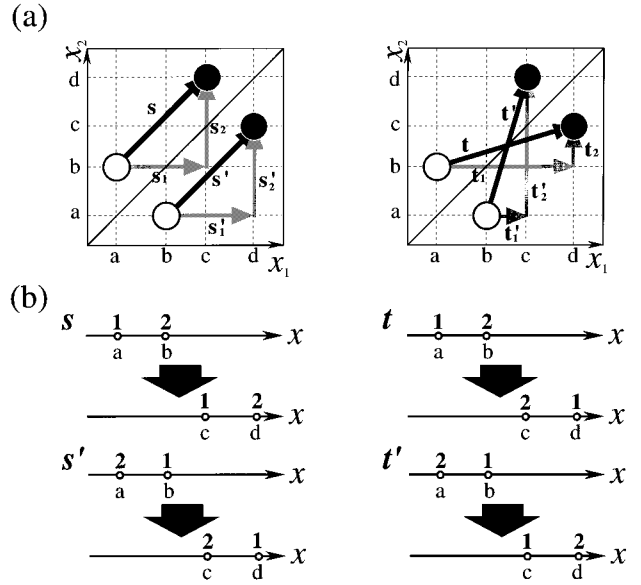 (a)
x₂
d
c
b
a
s
s₂
s₁
s'
s₂'
s₁'
a b c d
x₁
x₂
d
c
b
a
t'
t
t₂
t₁
t₂'
t₁'
a b c d
x₁
(b)
s 1 2 x
a b
1 2 x
c d
s' 2 1 x
a b
2 1 x
c d
t 1 2 x
a b
2 1 x
c d
t' 2 1 x
a b
1 2 x
c d